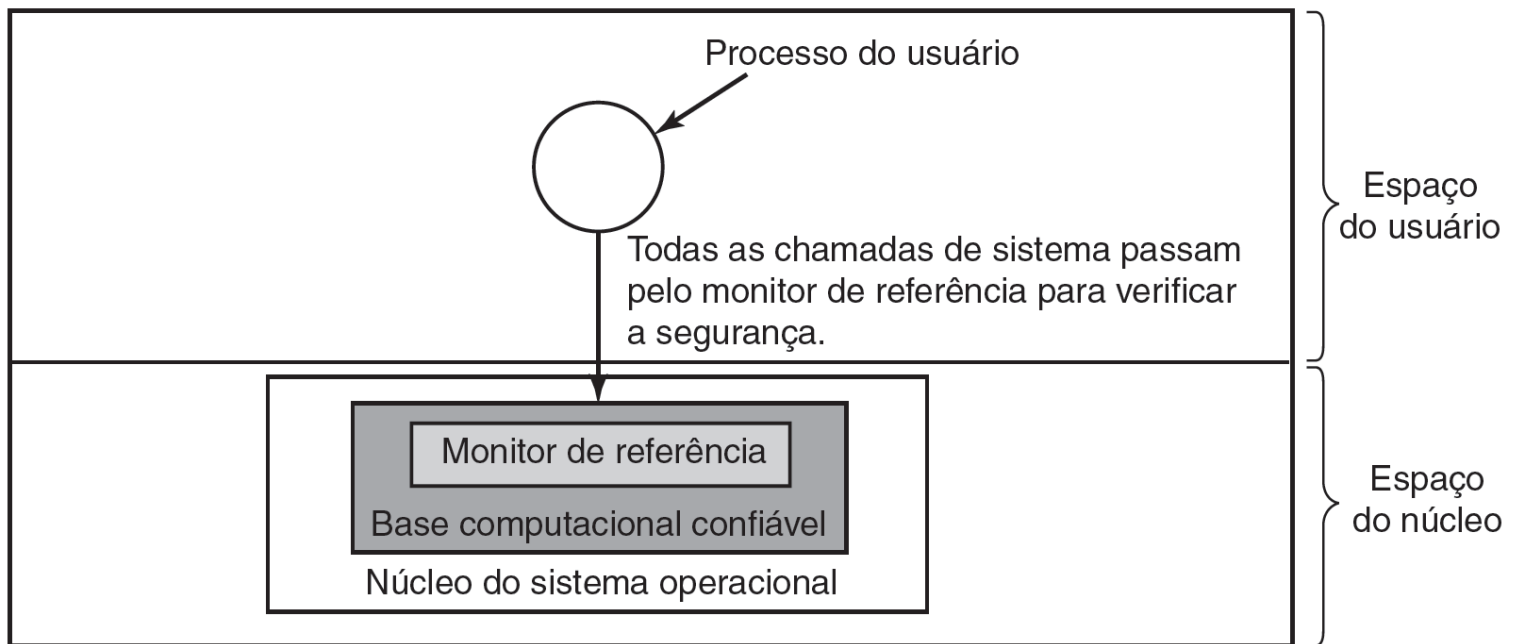 Processo do usuário
Espaço
do usuário
Todas as chamadas de sistema passam
pelo monitor de referência para verificar
a segurança.
Monitor de referência
Base computacional confiável
Núcleo do sistema operacional
Espaço
do núcleo